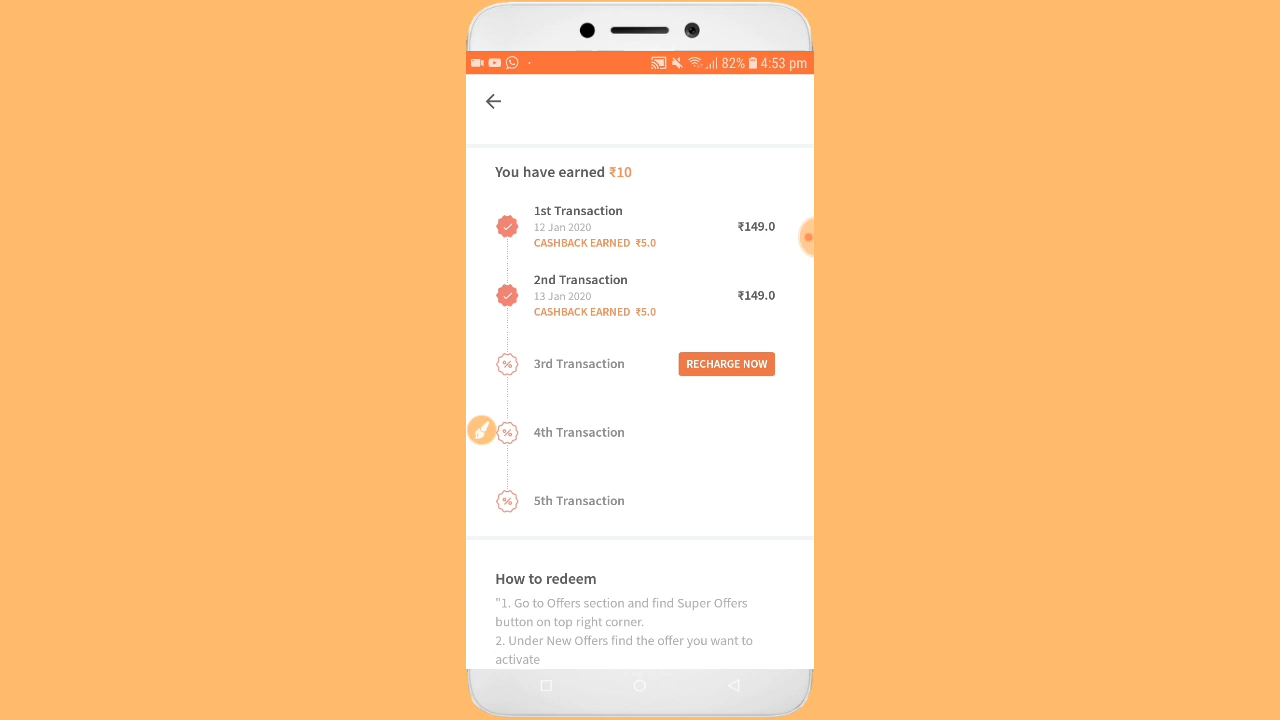 82% 4:53 pm
You have earned ₹10
1st Transaction
12 Jan 2020
₹149.0
CASHBACK EARNED ₹5.0
2nd Transaction
13 Jan 2020
₹149.0
CASHBACK EARNED ₹5.0
% 3rd Transaction RECHARGE NOW
% 4th Transaction
% 5th Transaction
How to redeem
"1. Go to Offers section and find Super Offers
button on top right corner.
2. Under New Offers find the offer you want to
activate